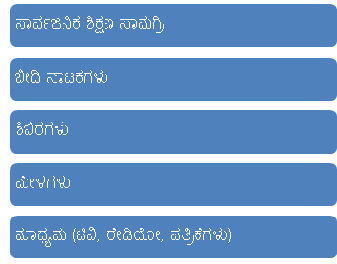 ಸಾರ್ವಜನಿಕ ಶಿಕ್ಷಣ ಸಾಮಗ್ರಿ
ಬೀದಿ ನಾಟಕಗಳು
ಶಿಬಿರಗಳು
ಮೇಳಗಳು
ಮಾಧ್ಯಮ (ಟಿವಿ, ರೇಡಿಯೋ, ಪತ್ರಿಕೆಗಳು)